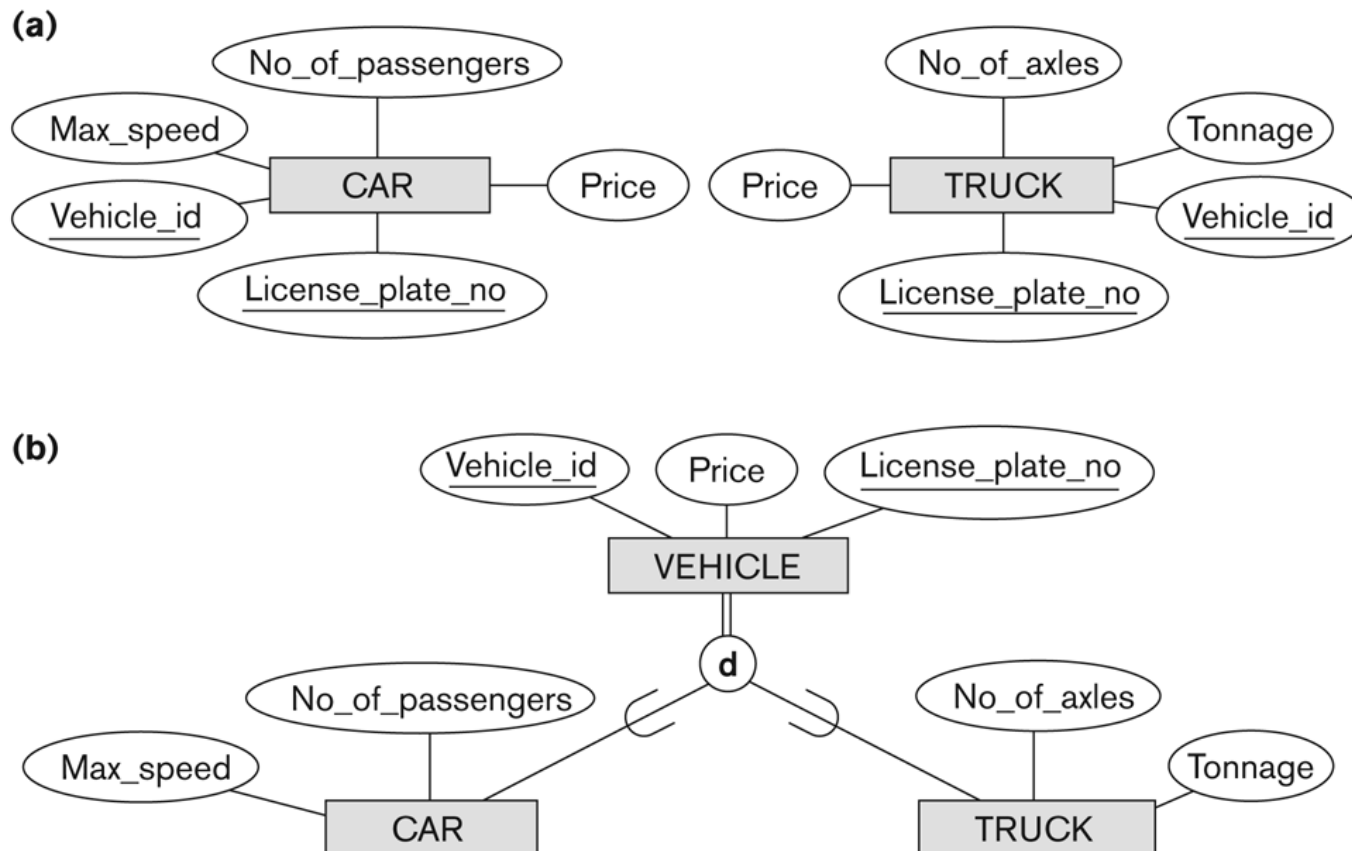 (a)
No_of_passengers
No_of_axles
Max_speed
Tonnage
CAR
Price
Price
TRUCK
Vehicle_id
Vehicle_id
License_plate_no
License_plate_no
(b)
Vehicle_id
Price
License_plate_no
VEHICLE
d
No_of_passengers
No_of_axles
Max_speed
Tonnage
CAR
TRUCK